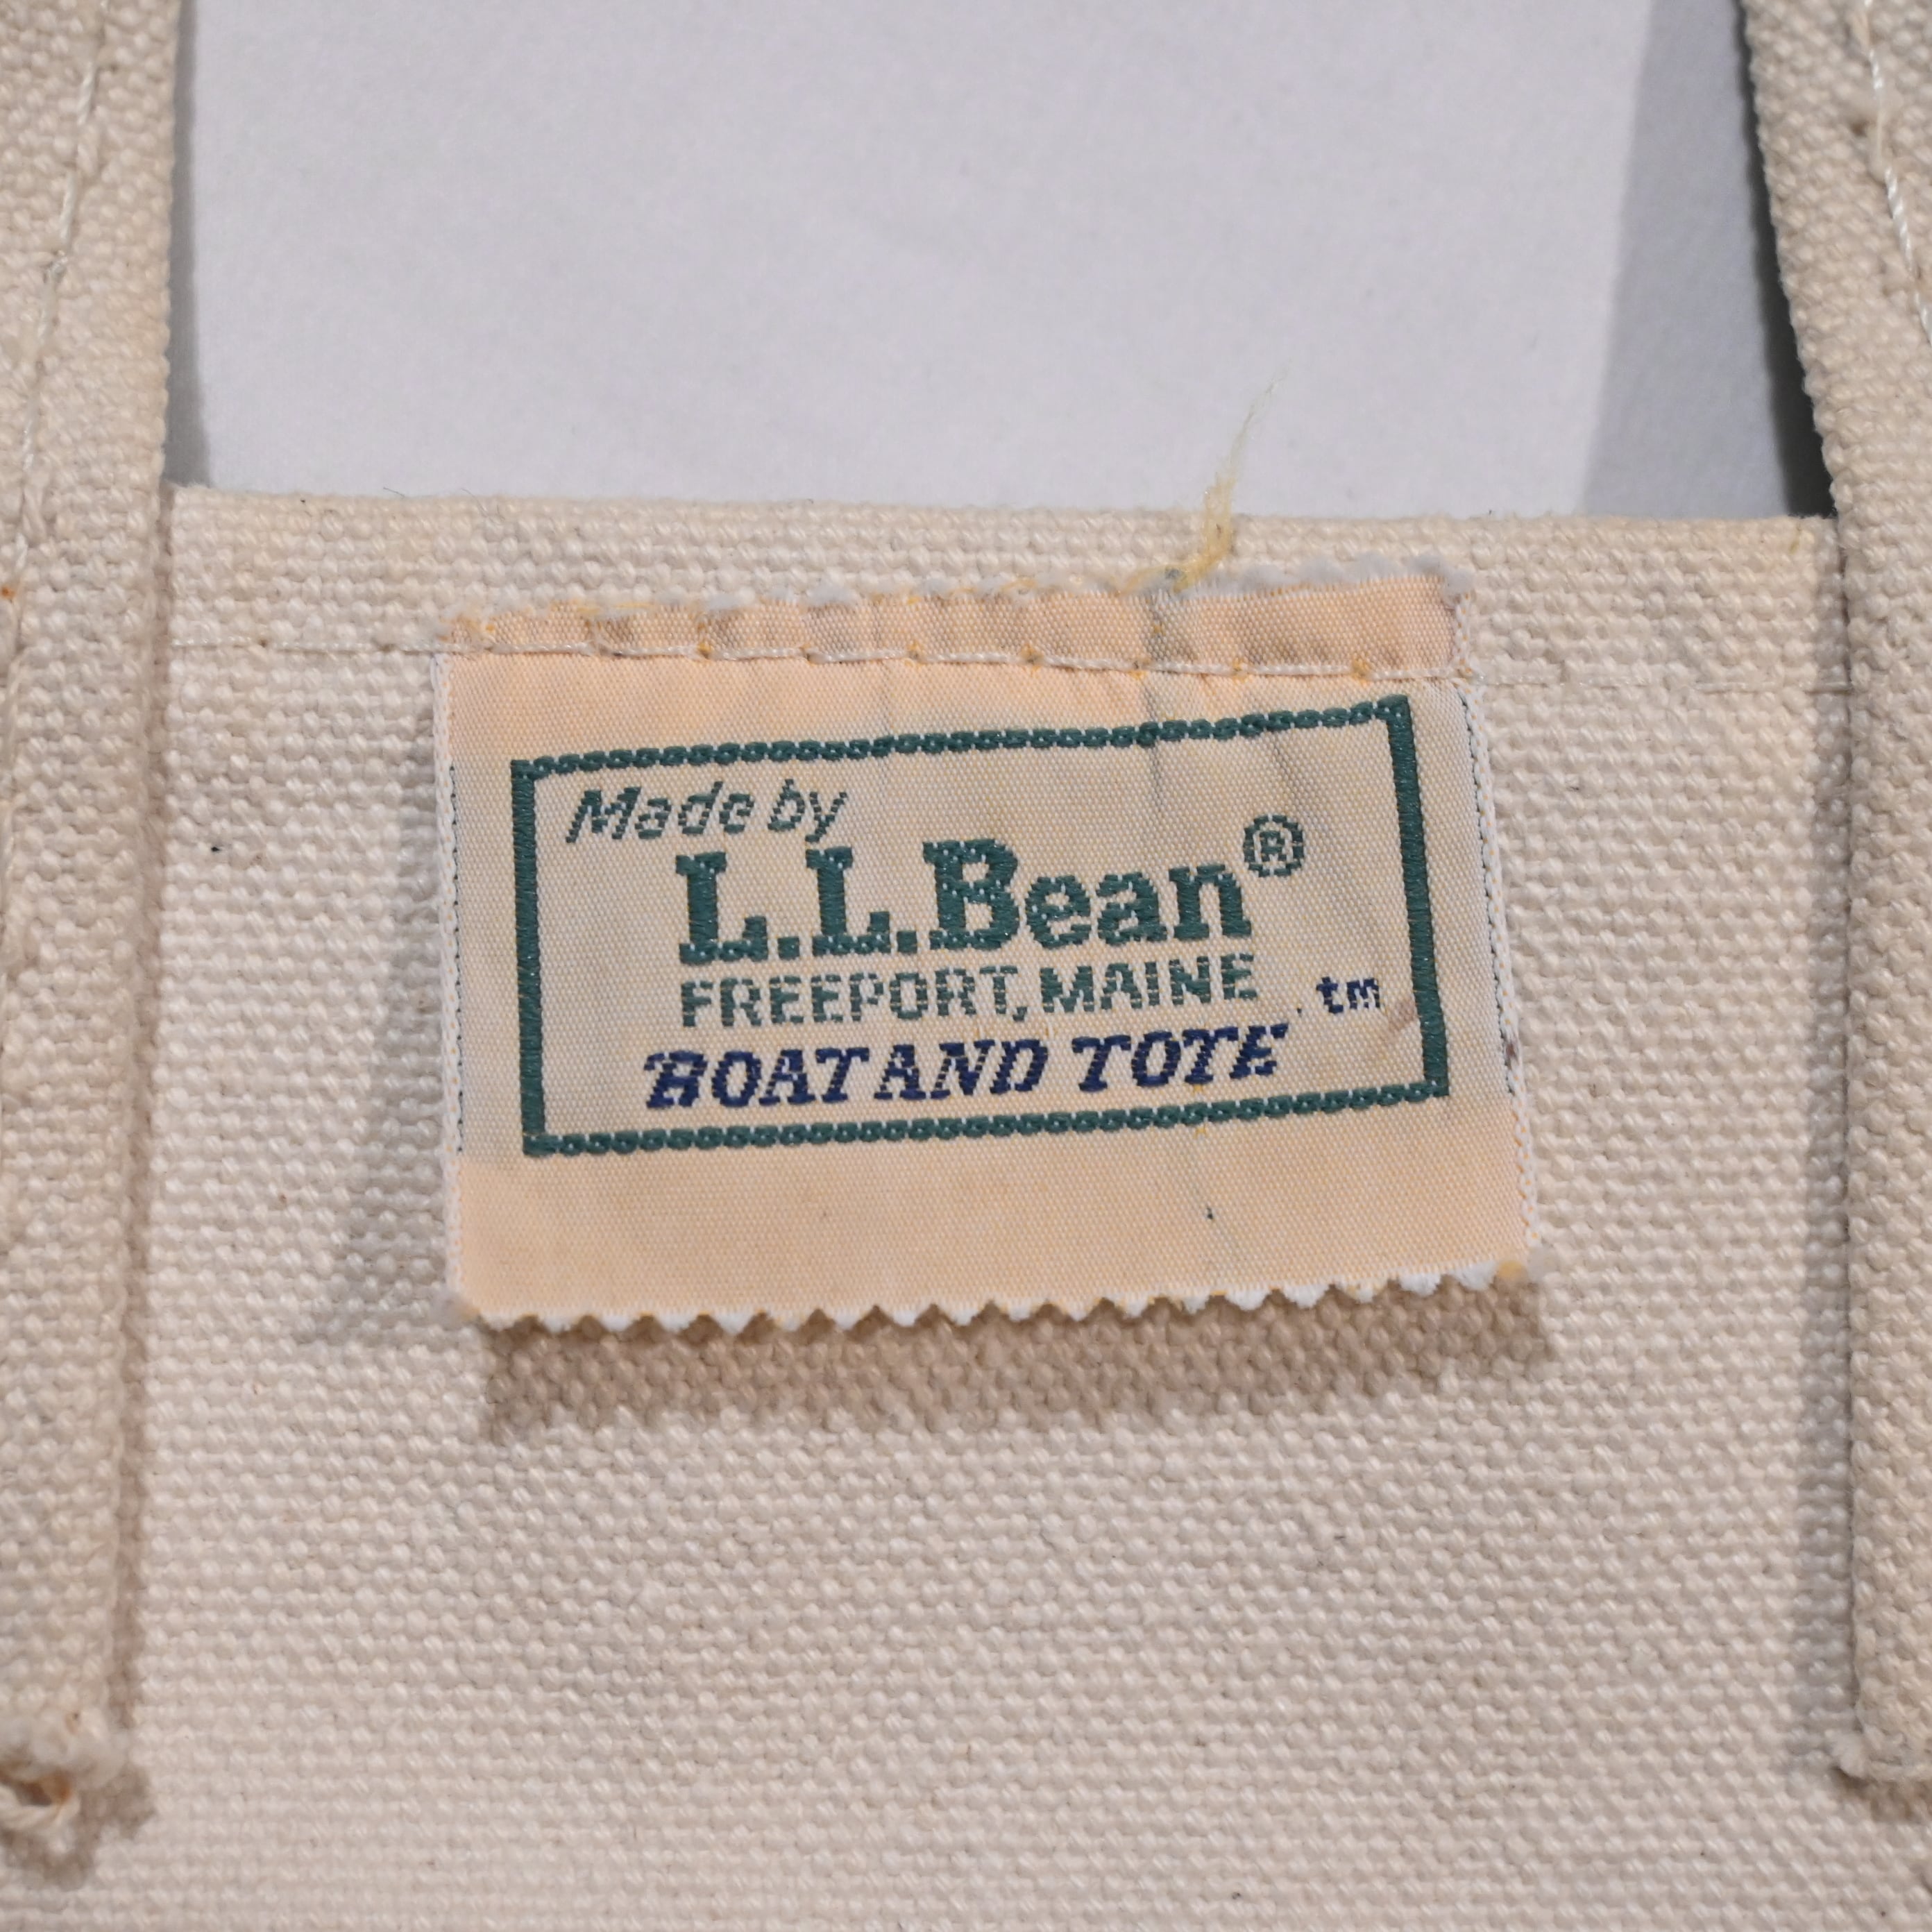 Made by
L.L.Bean®
FREEPORT, MAINE
BOAT AND TOTE tm